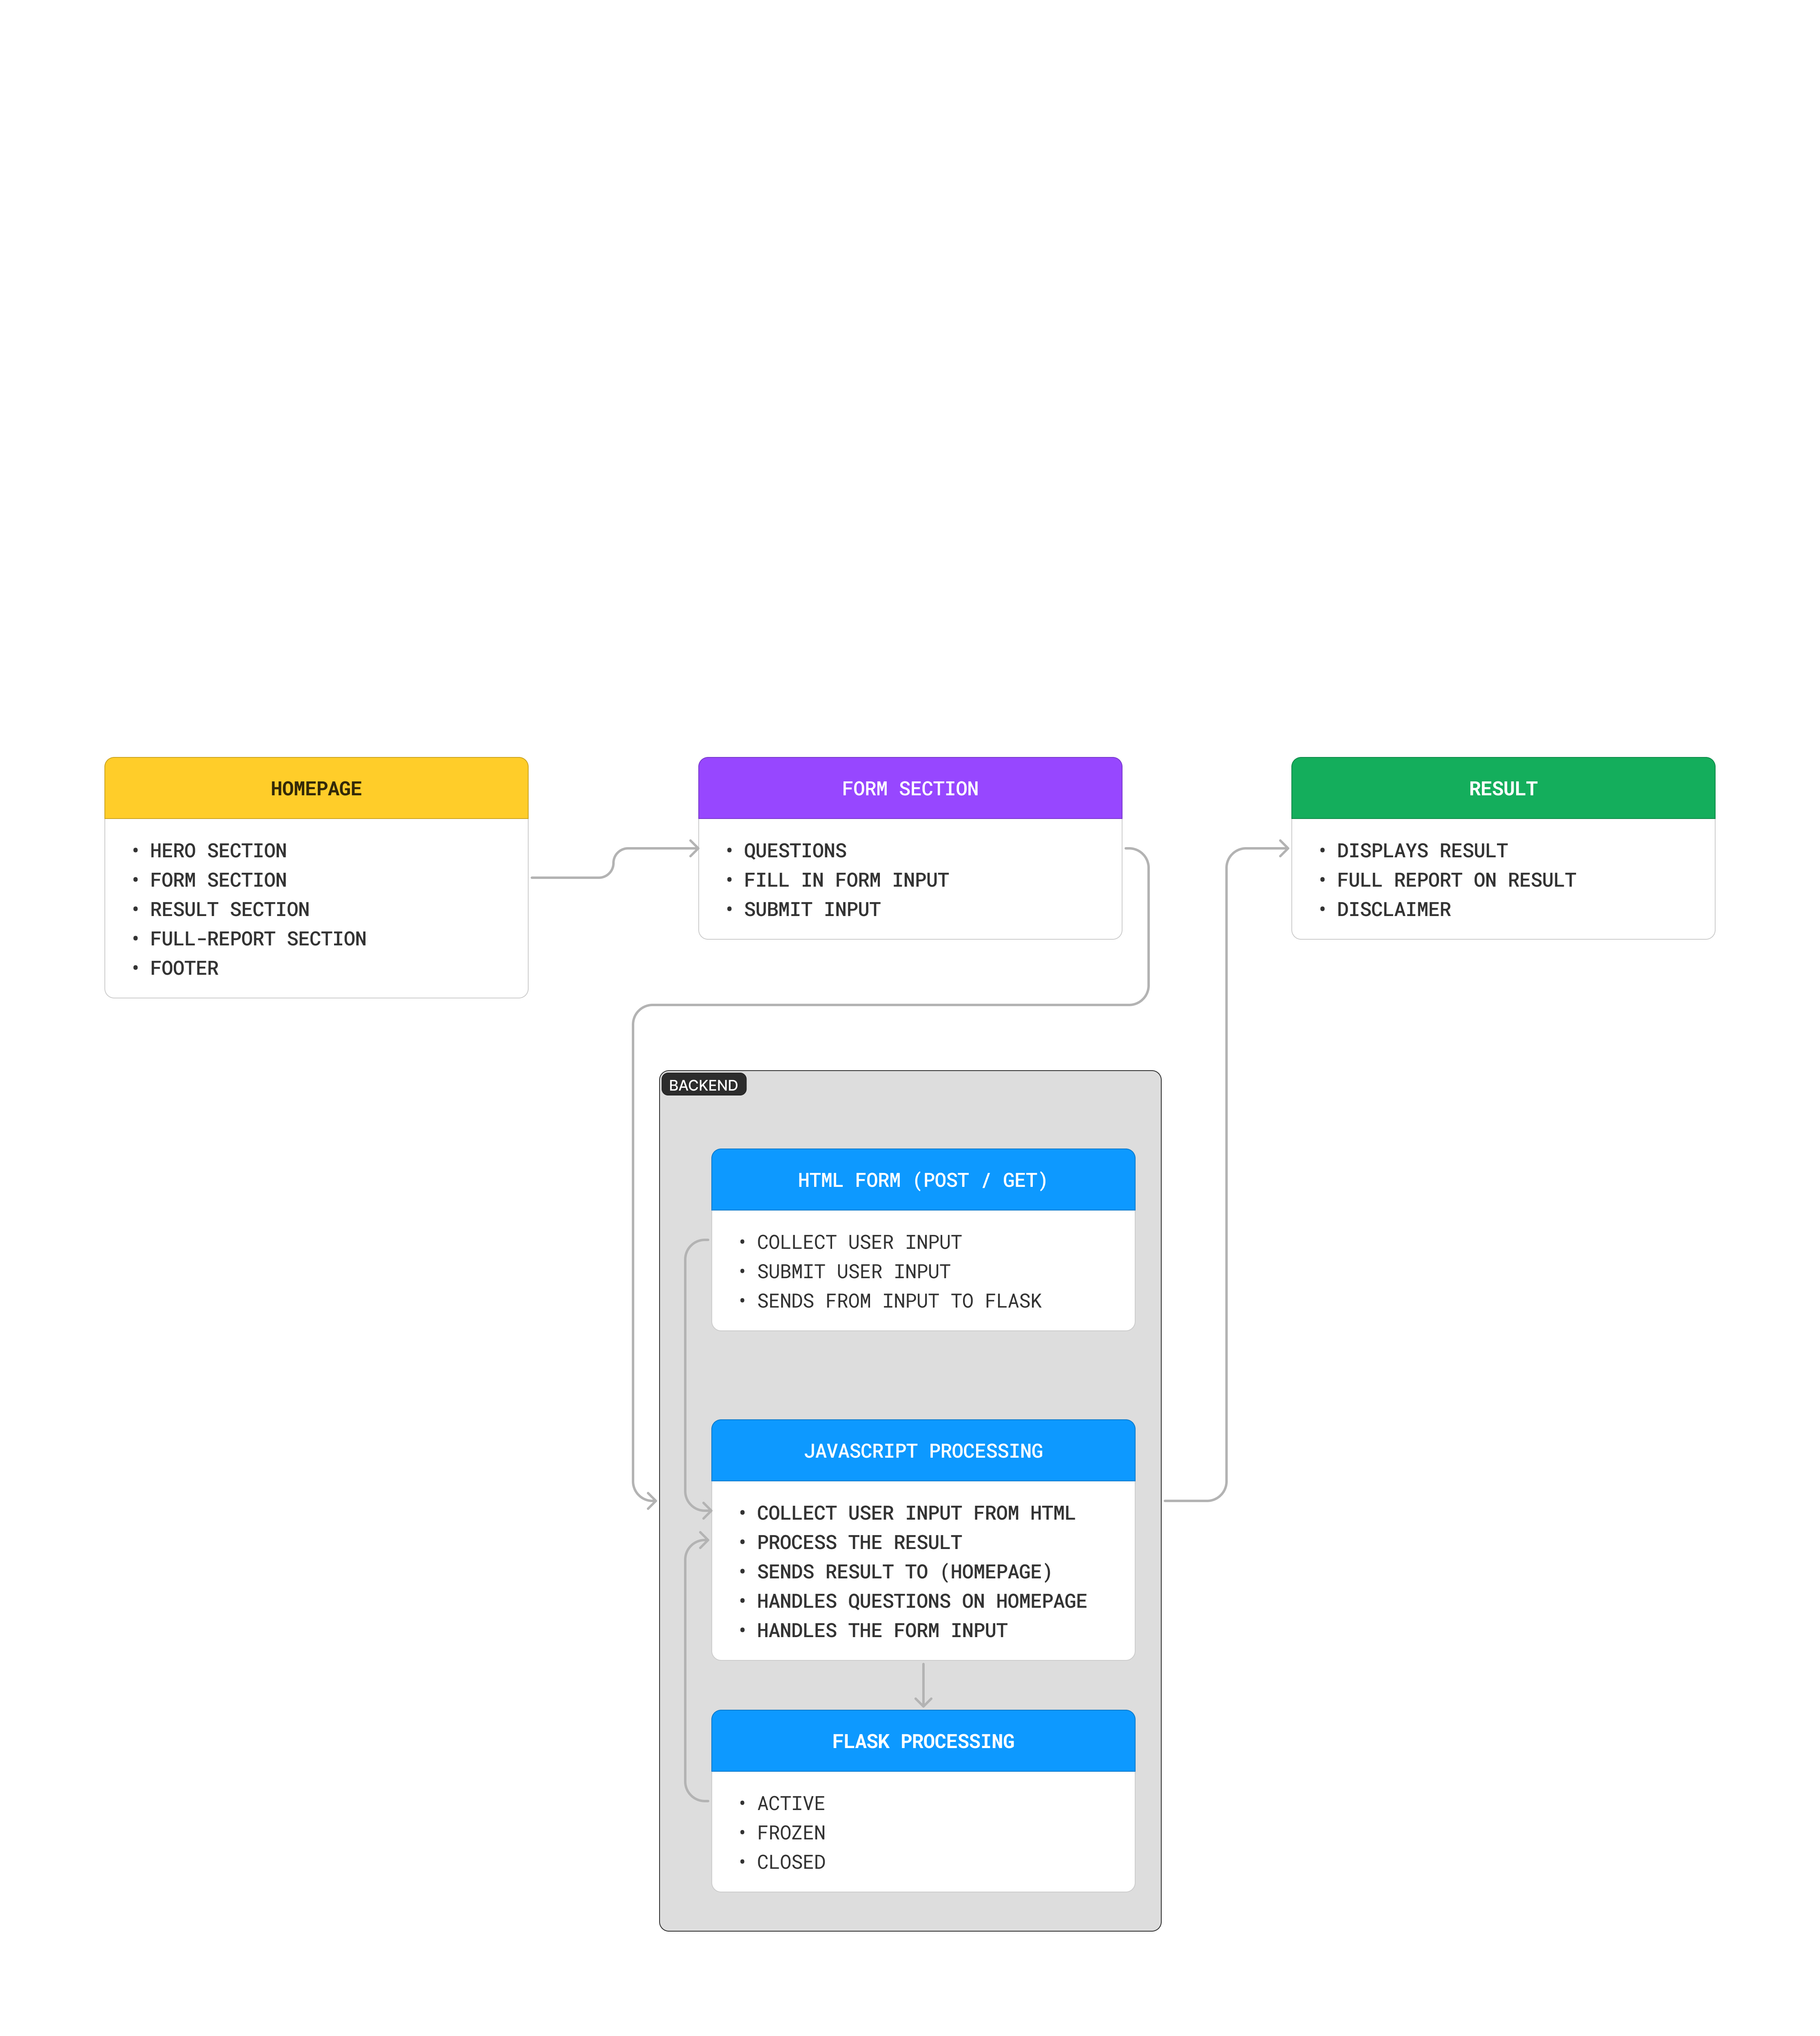 HOMEPAGE
• HERO SECTION
• FORM SECTION
• RESULT SECTION
• FULL-REPORT SECTION
• FOOTER
FORM SECTION
• QUESTIONS
• FILL IN FORM INPUT
• SUBMIT INPUT
RESULT
• DISPLAYS RESULT
• FULL REPORT ON RESULT
• DISCLAIMER
BACKEND
HTML FORM (POST / GET)
• COLLECT USER INPUT
• SUBMIT USER INPUT
• SENDS FROM INPUT TO FLASK
JAVASCRIPT PROCESSING
• COLLECT USER INPUT FROM HTML
• PROCESS THE RESULT
• SENDS RESULT TO (HOMEPAGE)
• HANDLES QUESTIONS ON HOMEPAGE
• HANDLES THE FORM INPUT
FLASK PROCESSING
• ACTIVE
• FROZEN
• CLOSED